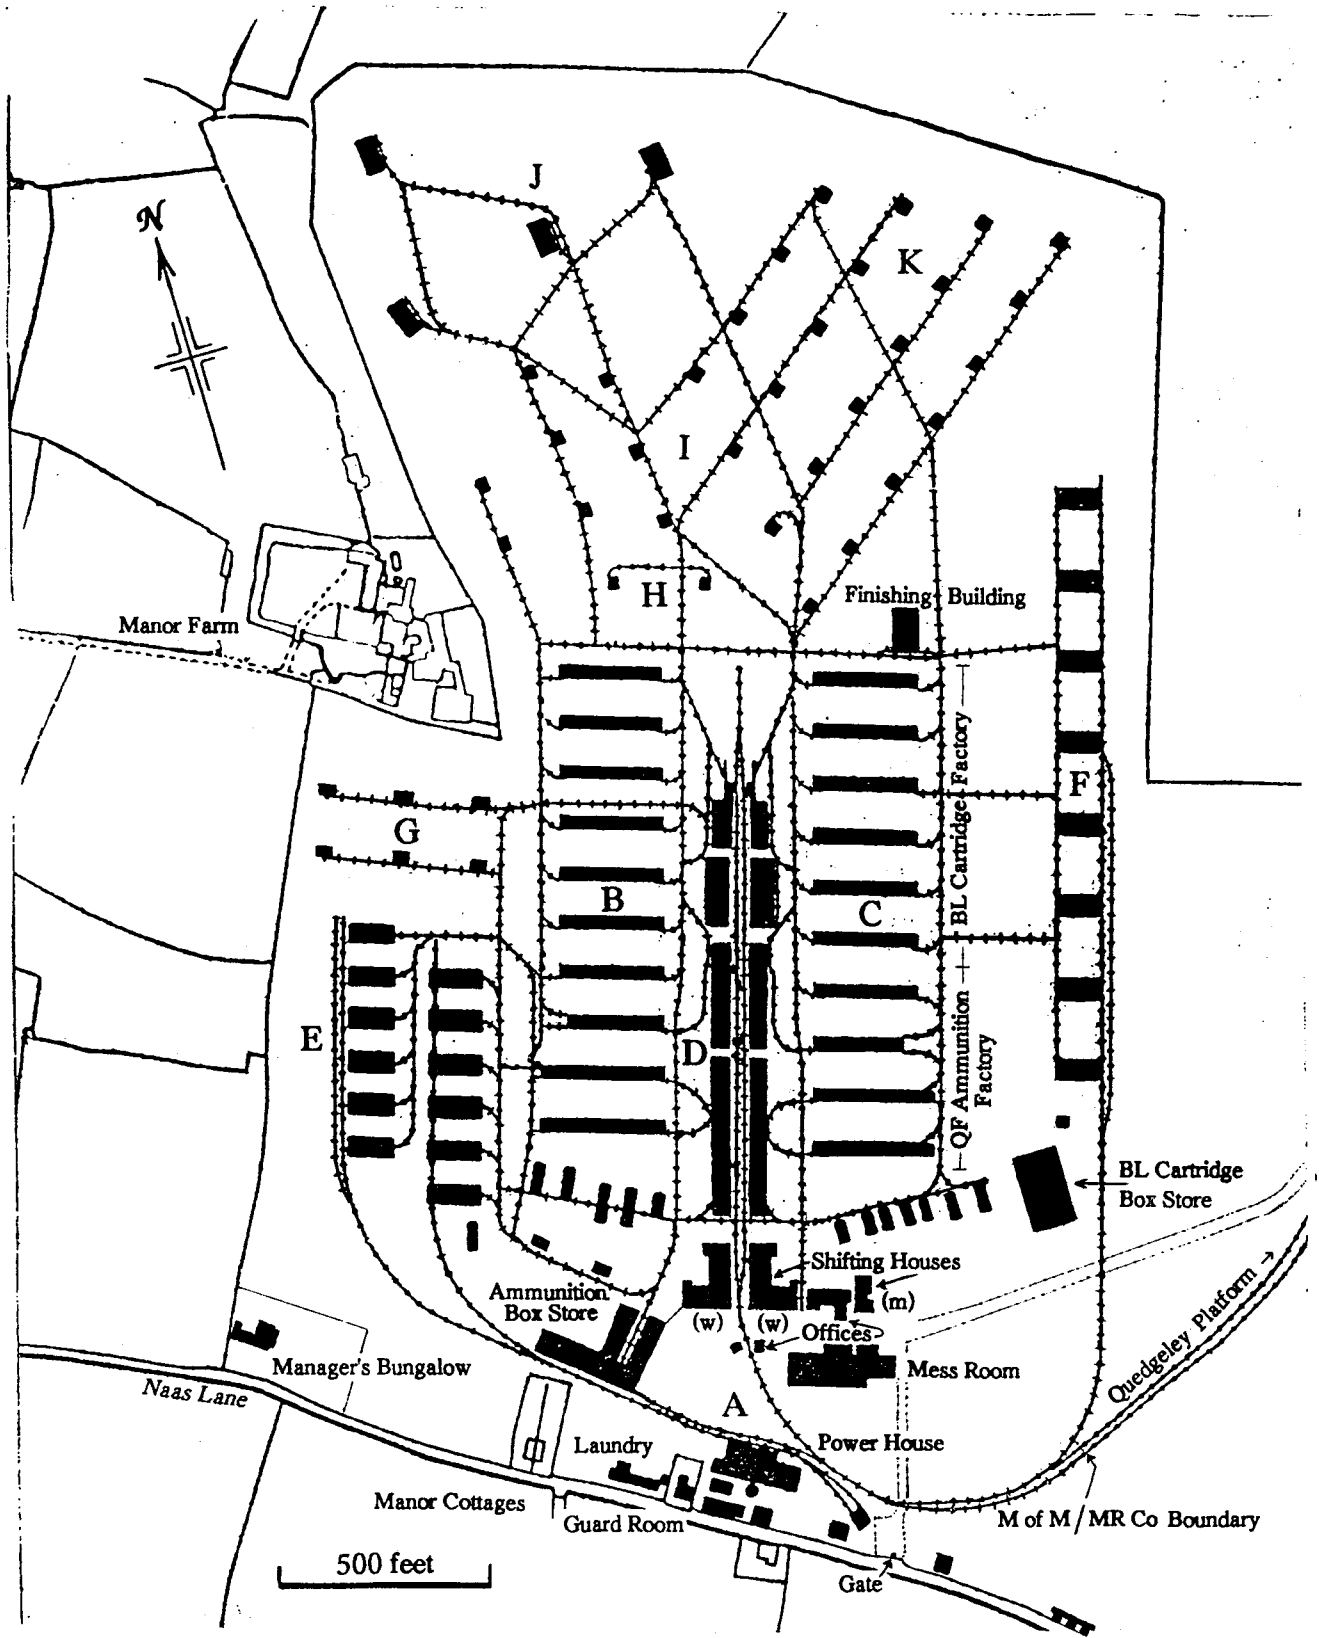 J
N
K
I
Finishing Building
H
Manor Farm
BL Cartridge Factory
F
G
B
C
E
D
QF Ammunition
Factory
BL Cartridge
Box Store
Shifting Houses
Ammunition
Box Store
(m)
(w)
(w)
Offices
Quedgeley Platform
Manager's Bungalow
Mess Room
Naas Lane
A
Laundry
Power House
Manor Cottages
Guard Room
M of M / MR Co Boundary
500 feet
Gate